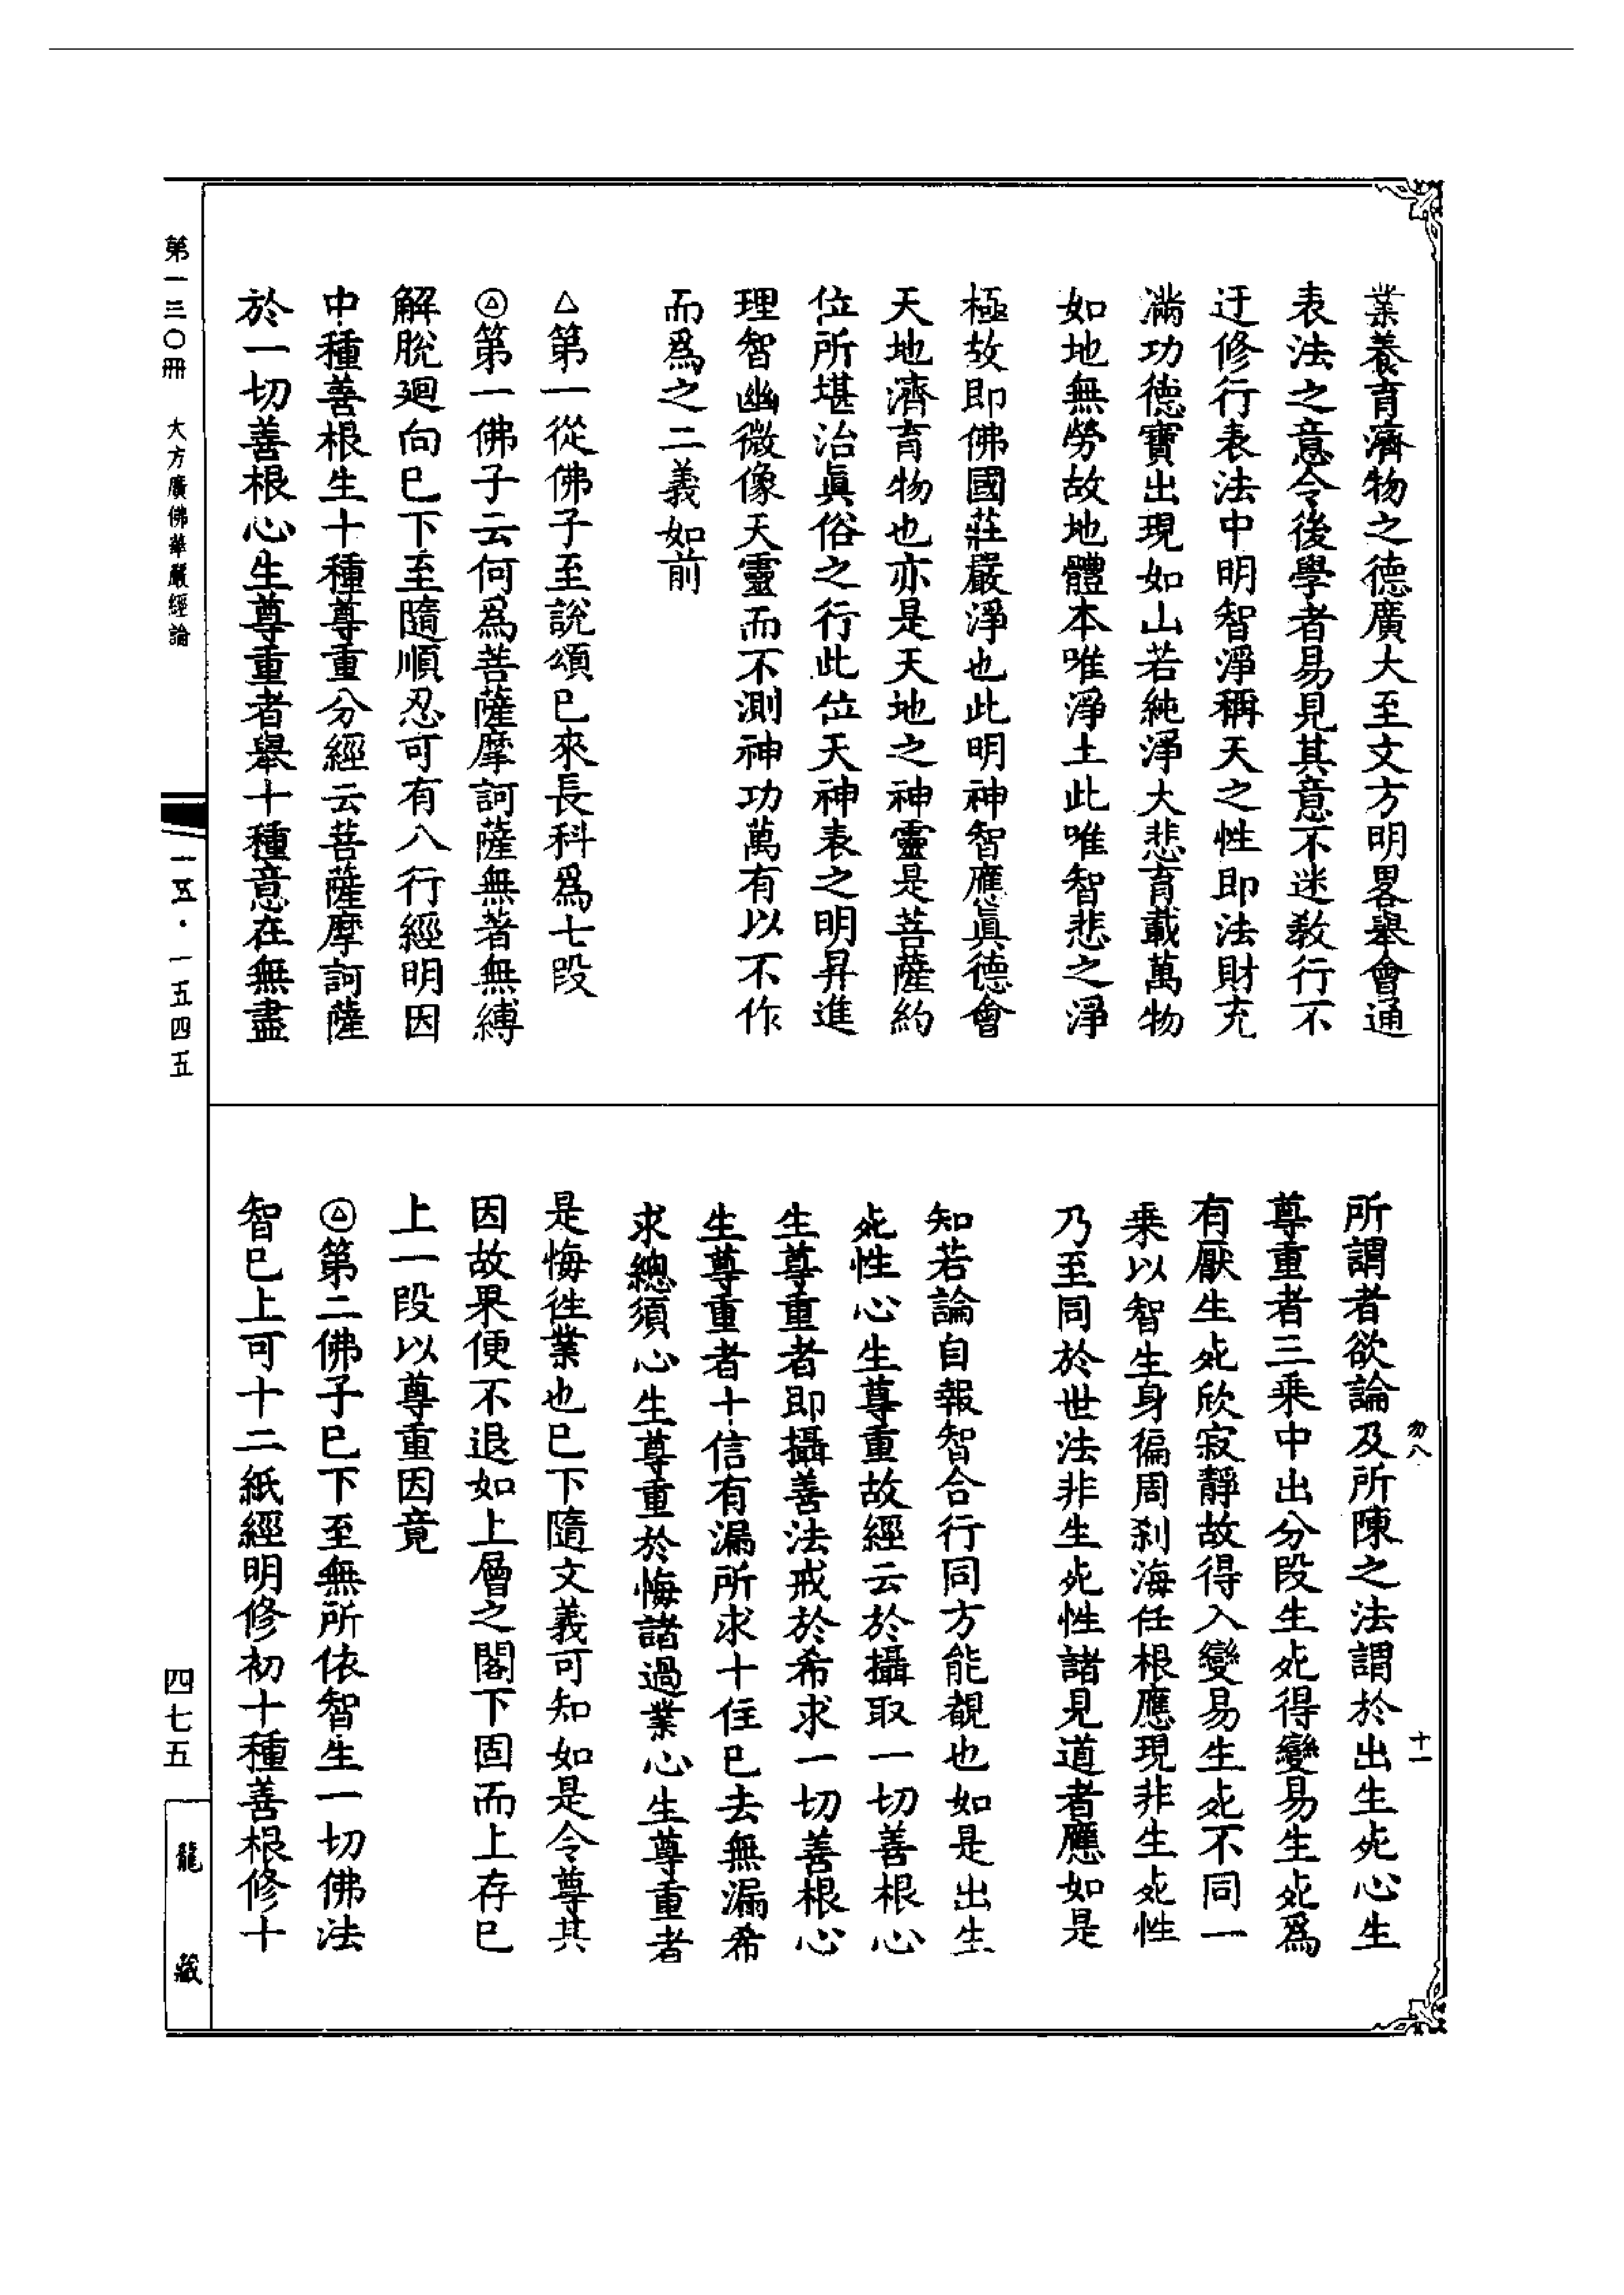 業養育濟物之德廣大至文方明畧舉會通
表法之意令後學者易見其意不迷教行不
迂修行表法中明智淨稱天之性即法財充
滿功德寶出現如山若純淨大悲育載萬物
如地無勞故地體本唯淨土此唯智悲之淨
極故即佛國莊嚴淨也此明神智應眞德會
天地濟育物也亦是天地之神靈是菩薩約
位所堪治眞俗之行此位天神表之明昇進
理智幽微像天靈而不測神功萬有以不作
而爲之二義如前
△第一從佛子至說頌已來長科爲七段
◬第一佛子云何爲菩薩摩訶薩無著無縛
解脫迴向已下至隨順忍可有八行經明因
中種善根生十種尊重分經云菩薩摩訶薩
於一切善根心生尊重者舉十種意在無盡
所謂者欲論及所陳之法謂於出生死心生
尊重者三乘中出分段生死得變易生死爲
有厭生死欣寂靜故得入變易生死不同一
乘以智生身徧周刹海任根應現非生死性
乃至同於世法非生死性諸見道者應如是
知若論自報智合行同方能覩也如是出生
死性心生尊重故經云於攝取一切善根心
生尊重者即攝善法戒於希求一切善根心
生尊重者十信有漏所求十住已去無漏希
求總須心生尊重於悔諸過業心生尊重者
是悔徃業也已下隨文義可知如是令尊其
因故果便不退如上層之閣下固而上存已
上一段以尊重因竟
◬第二佛子已下至無所依智生一切佛法
智已上可十二紙經明修初十種善根修十
第一三〇冊 大方廣佛華嚴經論
一五·一五四五
四七五
龍藏
勿八
十一